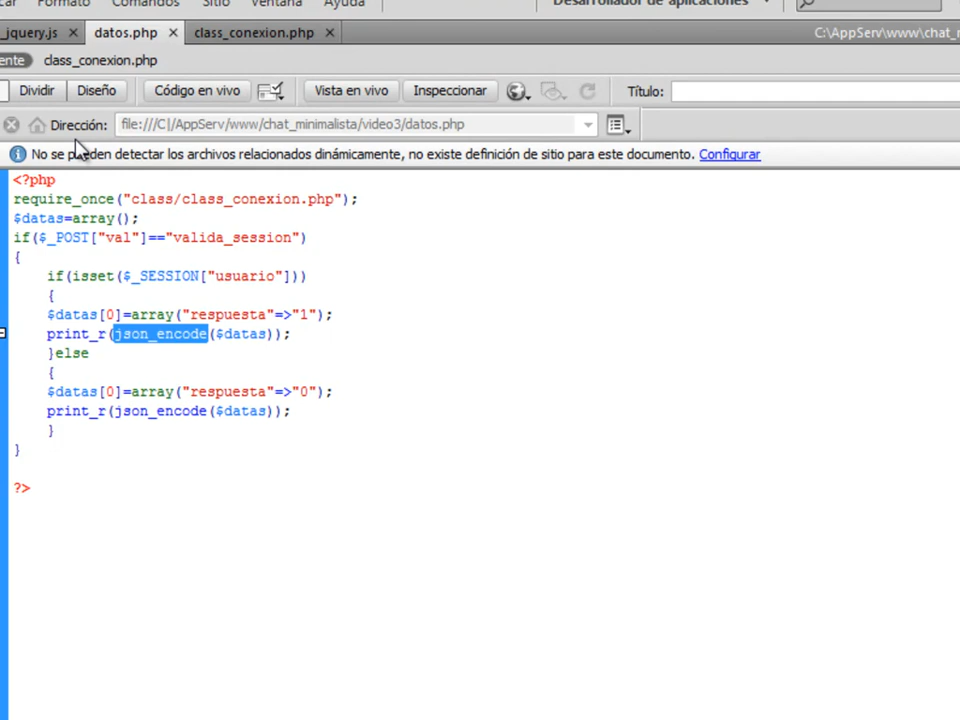 Formato Comandos Sitio Ventana Ayuda Desarrollador de aplicaciones
_jquery.js datos.php class_conexion.php C:\AppServ\www\chat_
class_conexion.php
Dividir Diseño Código en vivo Vista en vivo Inspeccionar Título:
Dirección: file:///C|/AppServ/www/chat_minimalista/video3/datos.php
No se pueden detectar los archivos relacionados dinámicamente, no existe definición de sitio para este documento. Configurar
<?php
require_once("class/class_conexion.php");
$datas=array();
if($_POST["val"]=="valida_session")
{
if(isset($_SESSION["usuario"]))
{
$datas[0]=array("respuesta"=>"1");
print_r(json_encode($datas));
}else
{
$datas[0]=array("respuesta"=>"0");
print_r(json_encode($datas));
}
}
?>